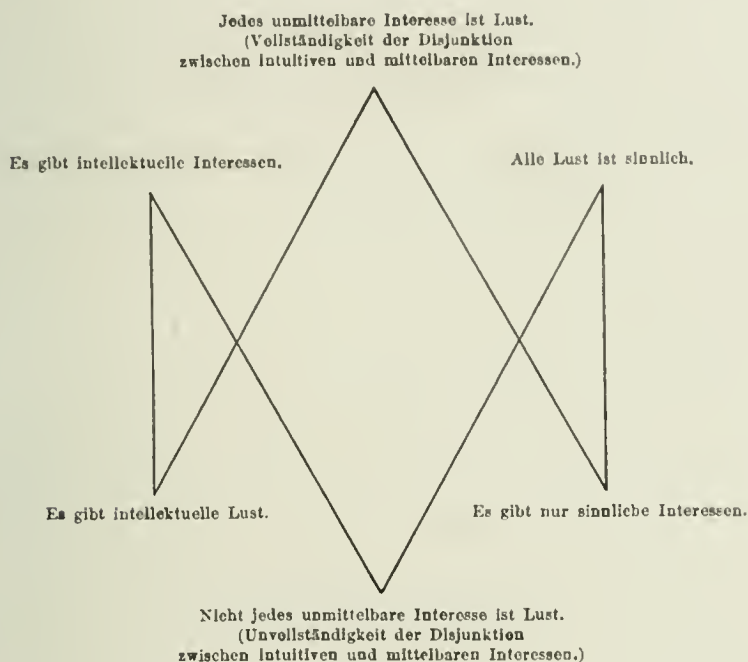 Jedes unmittelbare Interesse ist Lust.
(Vollständigkeit der Disjunktion
zwischen intuitiven und mittelbaren Interessen.)
Es gibt intellektuelle Interessen.
Alle Lust ist sinnlich.
Es gibt intellektuelle Lust.
Es gibt nur sinnliche Interessen.
Nicht jedes unmittelbare Interesse ist Lust.
(Unvollständigkeit der Disjunktion
zwischen intuitiven und mittelbaren Interessen.)